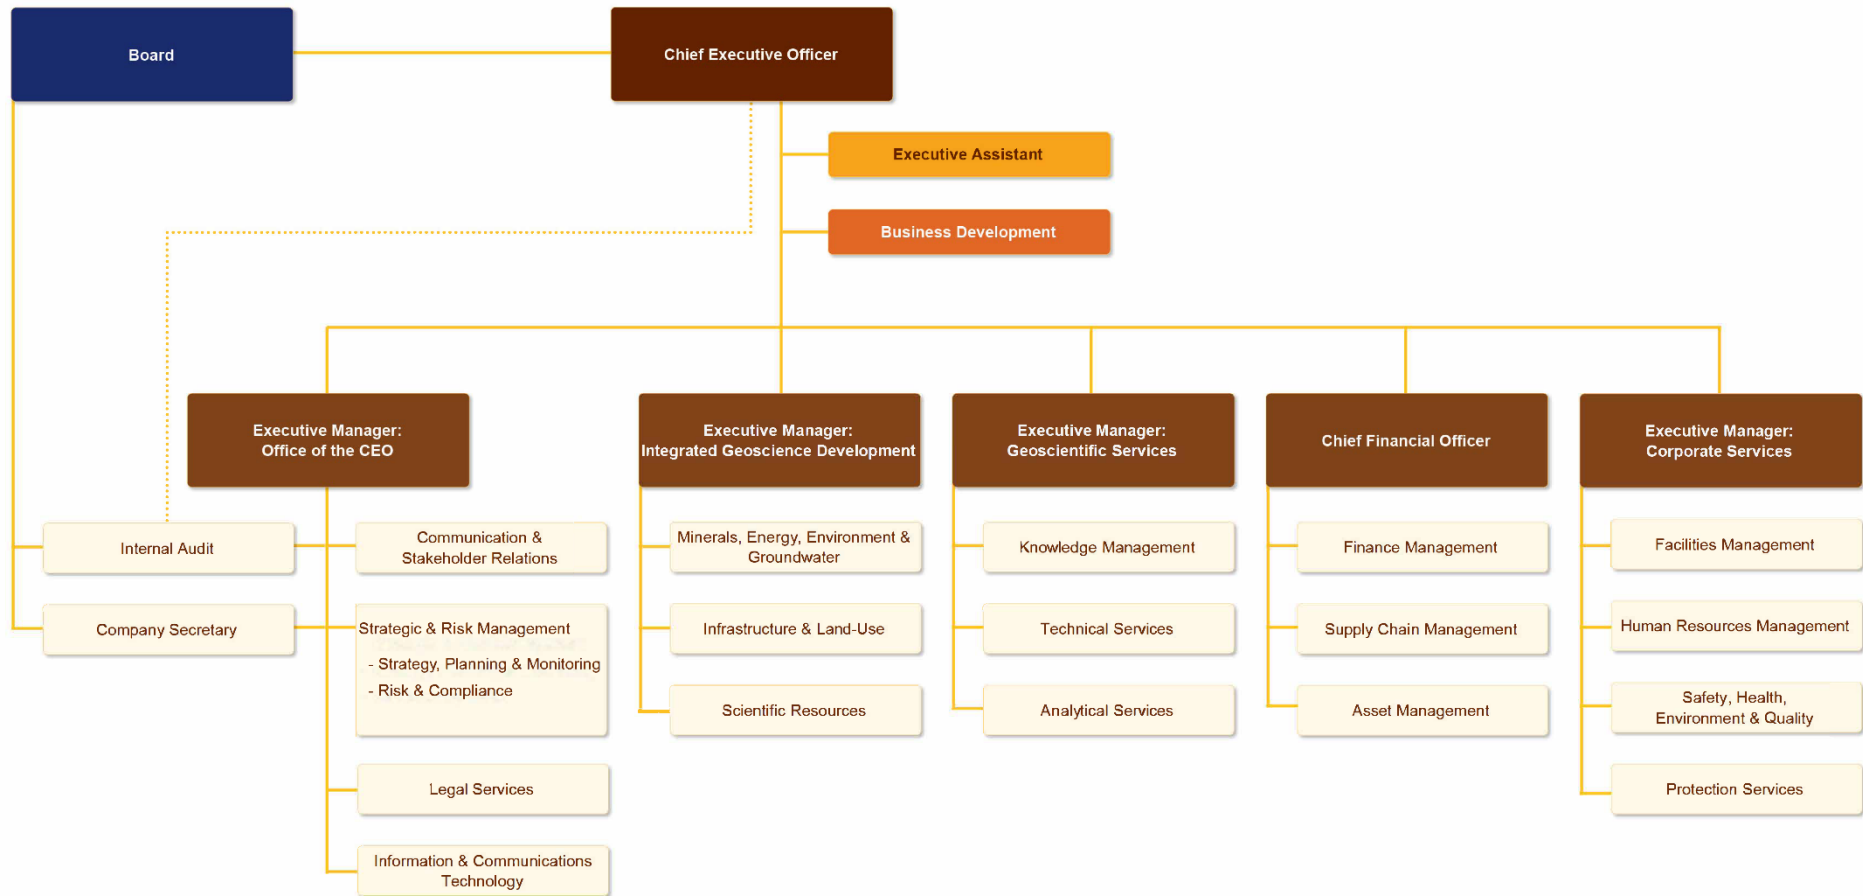 Board
Chief Executive Officer
Executive Assistant
Business Development
Executive Manager:
Office of the CEO
Executive Manager:
Integrated Geoscience Development
Executive Manager:
Geoscientific Services
Chief Financial Officer
Executive Manager:
Corporate Services
Internal Audit
Company Secretary
Communication &
Stakeholder Relations
Strategic & Risk Management
- Strategy, Planning & Monitoring
- Risk & Compliance
Legal Services
Information & Communications
Technology
Minerals, Energy, Environment &
Groundwater
Infrastructure & Land-Use
Scientific Resources
Knowledge Management
Technical Services
Analytical Services
Finance Management
Supply Chain Management
Asset Management
Facilities Management
Human Resources Management
Safety, Health,
Environment & Quality
Protection Services